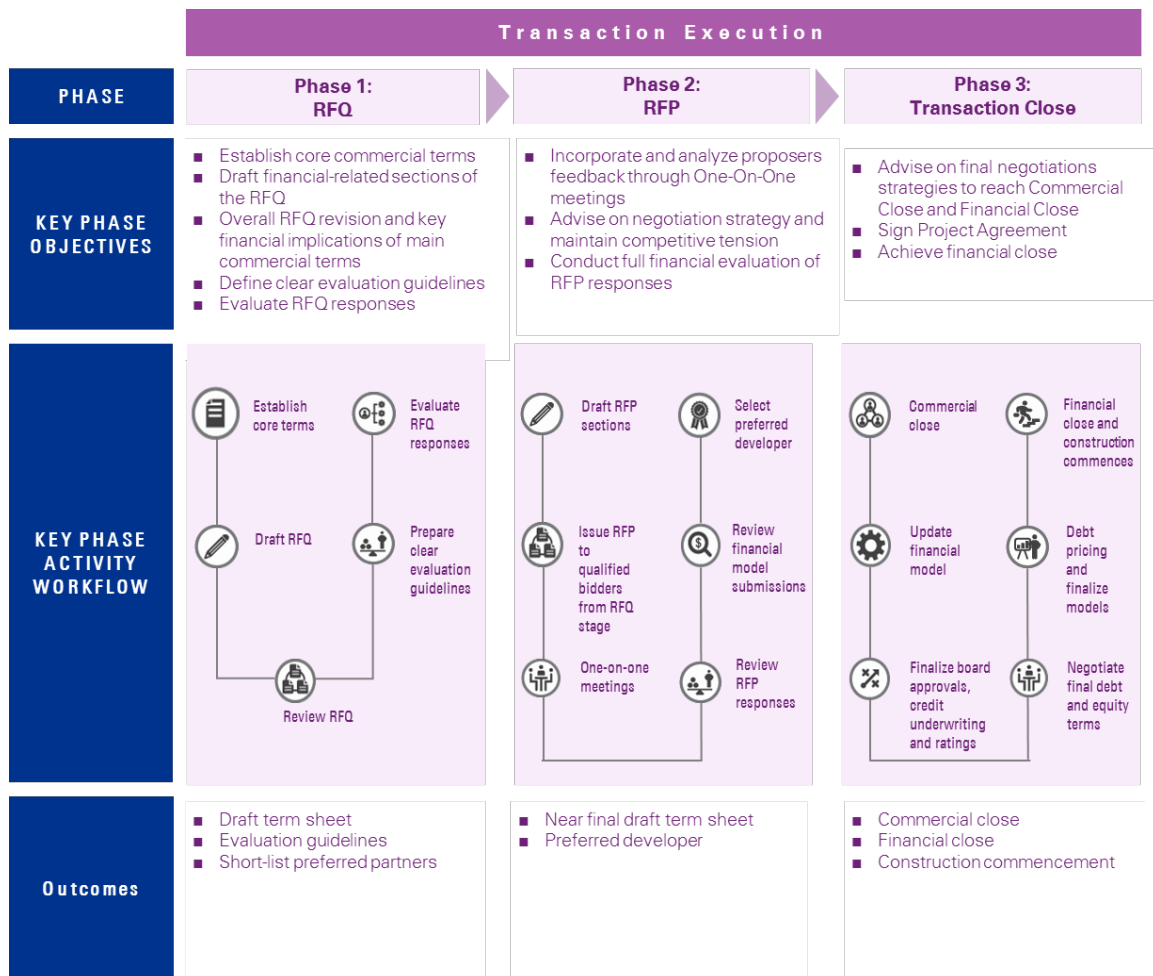 Transaction Execution
PHASE
Phase 1:
RFQ
Phase 2:
RFP
Phase 3:
Transaction Close
KEY PHASE
OBJECTIVES
■ Establish core commercial terms
■ Draft financial-related sections of
the RFQ
■ Overall RFQ revision and key
financial implications of main
commercial terms
■ Define clear evaluation guidelines
■ Evaluate RFQ responses
■ Incorporate and analyze proposers
feedback through One-On-One
meetings
■ Advise on negotiation strategy and
maintain competitive tension
■ Conduct full financial evaluation of
RFP responses
■ Advise on final negotiations
strategies to reach Commercial
Close and Financial Close
■ Sign Project Agreement
■ Achieve financial close
KEY PHASE
ACTIVITY
WORKFLOW
Establish
core terms
Draft RFQ
Review RFQ
Prepare
clear
evaluation
guidelines
Evaluate
RFQ
responses
Draft RFP
sections
Issue RFP
to
qualified
bidders
from RFQ
stage
One-on-one
meetings
Review
RFP
responses
Review
financial
model
submissions
$
Select
preferred
developer
Commercial
close
Update
financial
model
Finalize board
approvals,
credit
underwriting
and ratings
Negotiate
final debt
and equity
terms
Debt
pricing
and
finalize
models
Financial
close and
construction
commences
Outcomes
■ Draft term sheet
■ Evaluation guidelines
■ Short-list preferred partners
■ Near final draft term sheet
■ Preferred developer
■ Commercial close
■ Financial close
■ Construction commencement